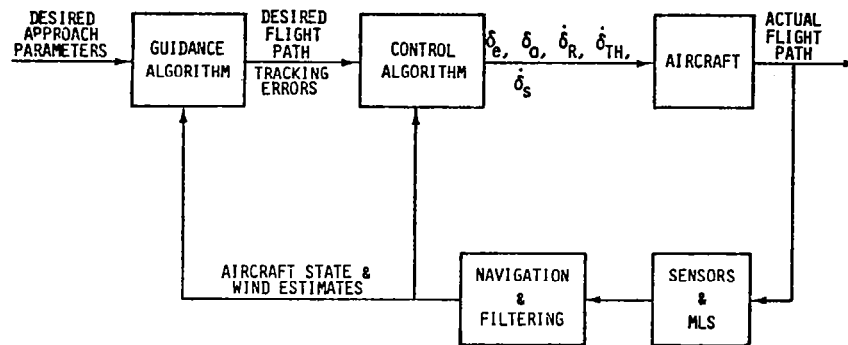 DESIRED
APPROACH
PARAMETERS
GUIDANCE
ALGORITHM
DESIRED
FLIGHT
PATH
TRACKING
ERRORS
CONTROL
ALGORITHM
δe, δa, δ̇R, δ̇TH,
δ̇s
AIRCRAFT
ACTUAL
FLIGHT
PATH
AIRCRAFT STATE &
WIND ESTIMATES
NAVIGATION
&
FILTERING
SENSORS
&
MLS